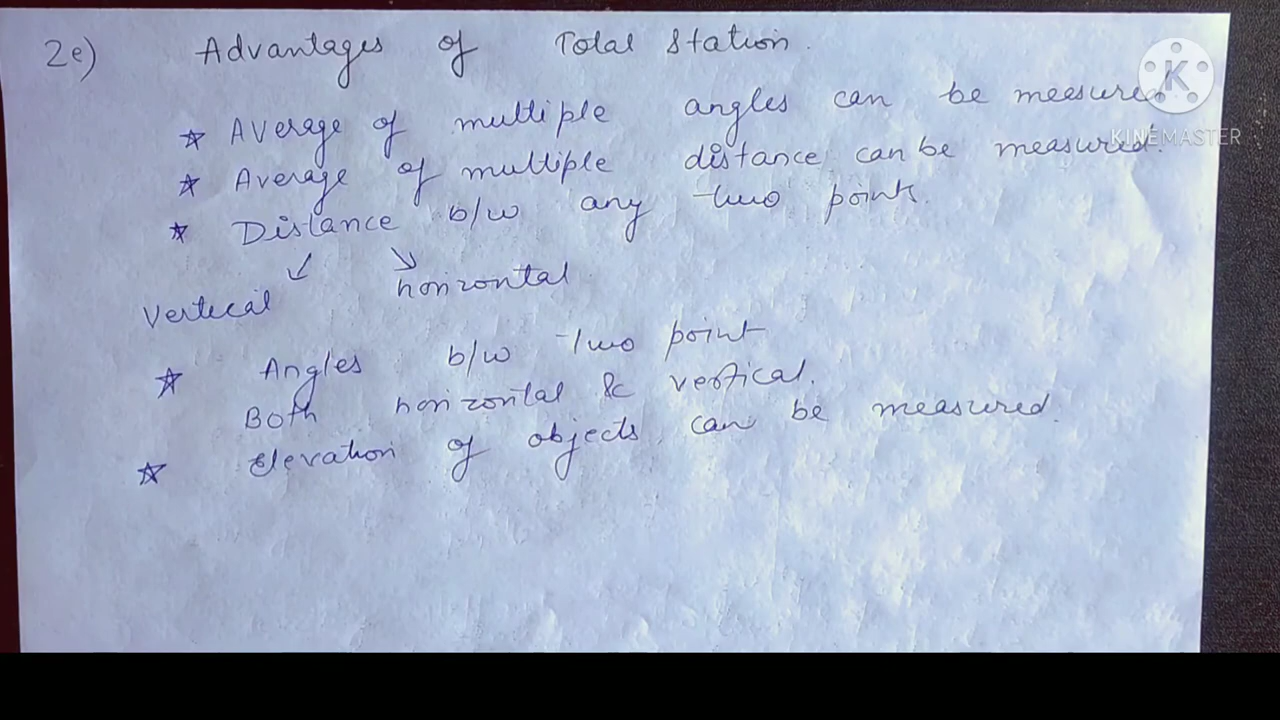 2e) Advantages of Total Station.
☆ Average of multiple angles can be meesured
☆ Average of multiple distance can be measured.
☆ Distance b/w any two point.
↙ ↘
Vertical horizontal
☆ Angles b/w two point
Both horizontal & vertical.
☆ Elevation of objects can be measured.
K
KINEMASTER